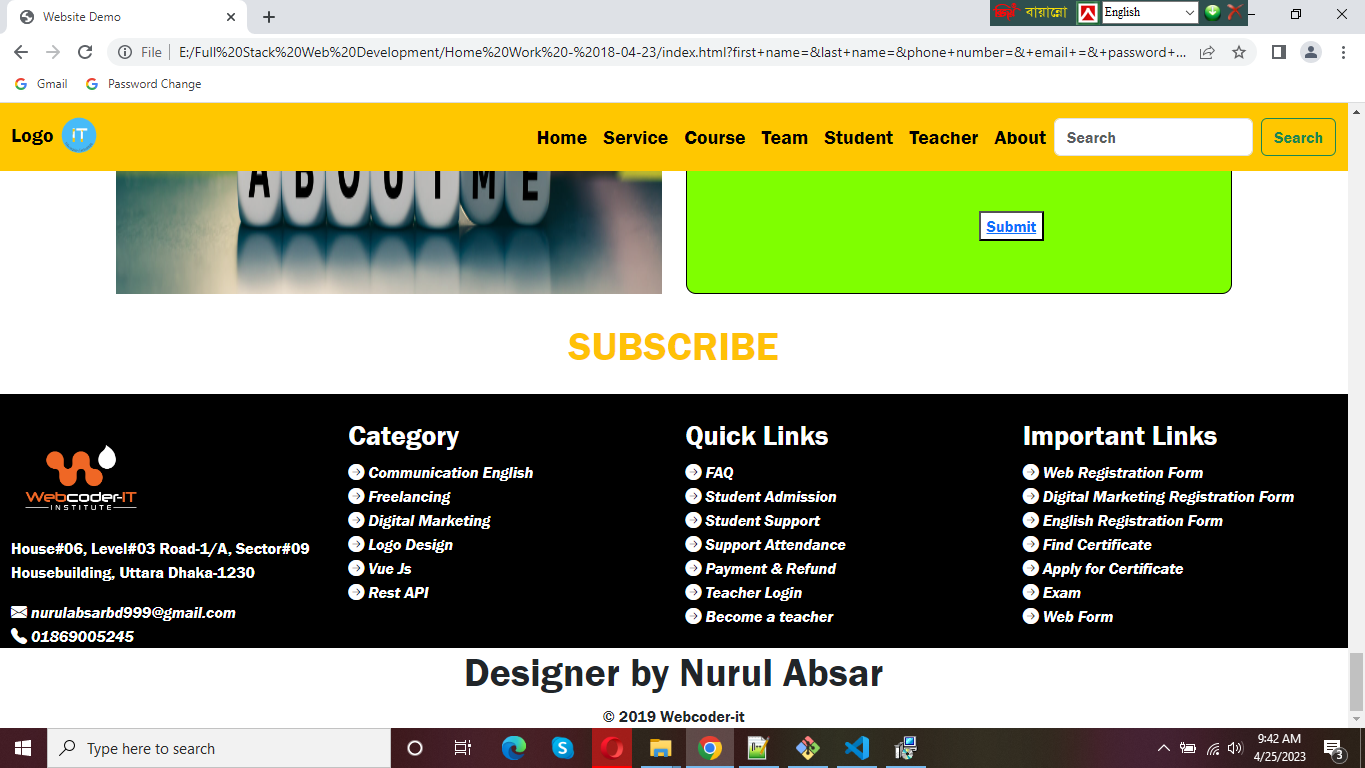 Website Demo
বায়ান্নো
English
File
E:/Full%20Stack%20Web%20Development/Home%20Work%20-%2018-04-23/index.html?first+name=&last+name=&phone+number=&+email+=&+password+...
Gmail
Password Change
Logo iT
Home
Service
Course
Team
Student
Teacher
About
Search
Search
ABOUT ME
Submit
SUBSCRIBE
Webcoder-iT
INSTITUTE
House#06, Level#03 Road-1/A, Sector#09
Housebuilding, Uttara Dhaka-1230
nurulabsarbd999@gmail.com
01869005245
Category
Communication English
Freelancing
Digital Marketing
Logo Design
Vue Js
Rest API
Quick Links
FAQ
Student Admission
Student Support
Support Attendance
Payment & Refund
Teacher Login
Become a teacher
Important Links
Web Registration Form
Digital Marketing Registration Form
English Registration Form
Find Certificate
Apply for Certificate
Exam
Web Form
Designer by Nurul Absar
© 2019 Webcoder-it
Type here to search
9:42 AM
4/25/2023
3